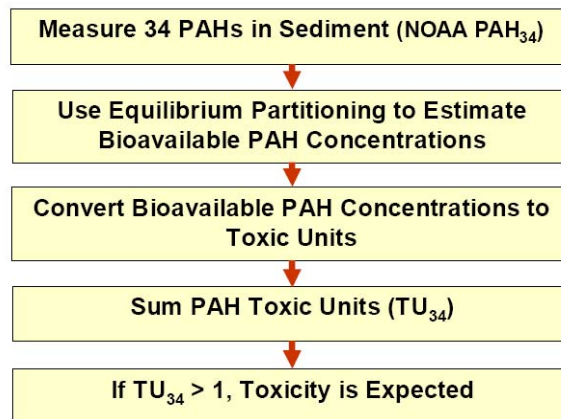 Measure 34 PAHs in Sediment (NOAA PAH34)
Use Equilibrium Partitioning to Estimate
Bioavailable PAH Concentrations
Convert Bioavailable PAH Concentrations to
Toxic Units
Sum PAH Toxic Units (TU34)
If TU34 > 1, Toxicity is Expected